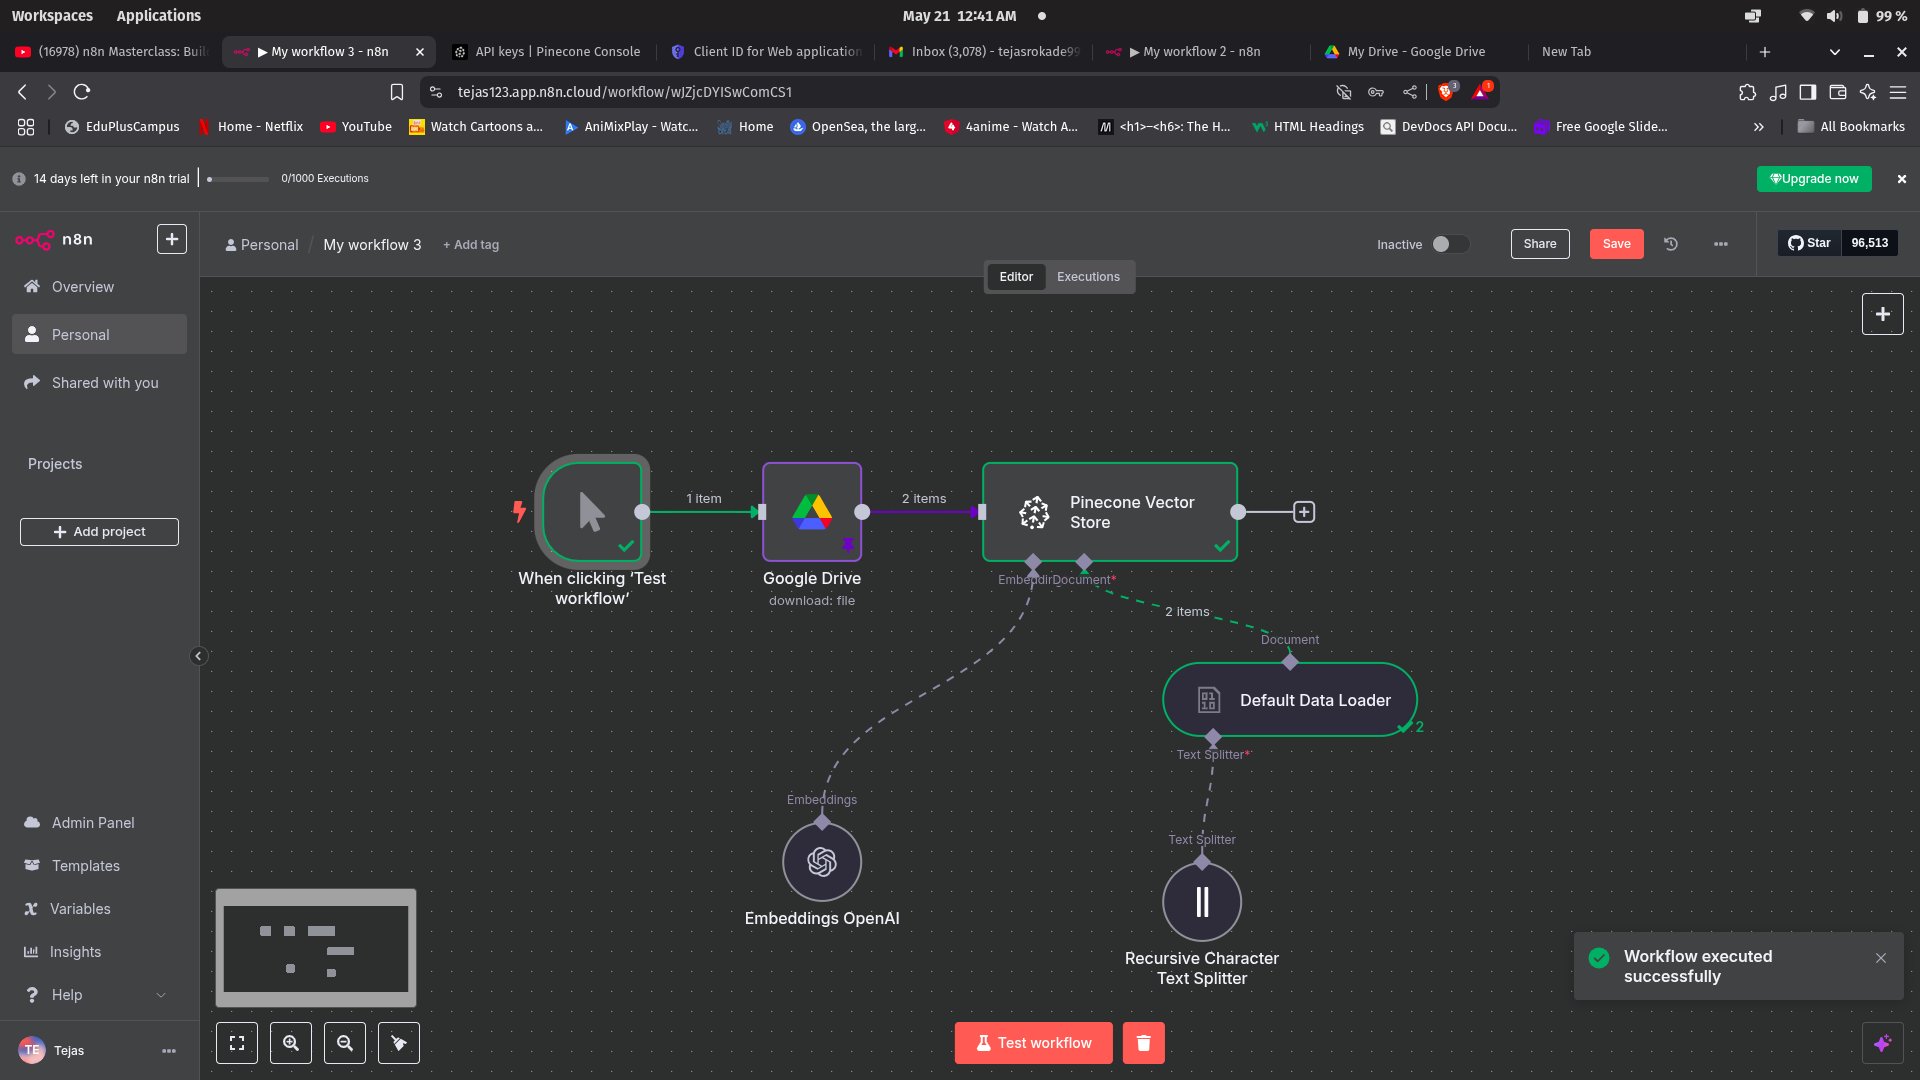 Workspaces Applications May 21 12:41 AM 99 %
(16978) n8n Masterclass: Buil ▶ My workflow 3 - n8n API keys | Pinecone Console Client ID for Web application Inbox (3,078) - tejasrokade99 ▶ My workflow 2 - n8n My Drive - Google Drive New Tab
tejas123.app.n8n.cloud/workflow/wJZjcDYISwComCS1 3 1
EduPlusCampus Home - Netflix YouTube Watch Cartoons a... AniMixPlay - Watc... Home OpenSea, the larg... 4anime - Watch A... <h1>–<h6>: The H... HTML Headings DevDocs API Docu... Free Google Slide... » All Bookmarks
14 days left in your n8n trial 0/1000 Executions Upgrade now
n8n
Personal / My workflow 3 + Add tag Inactive Share Save Star 96,513
Editor Executions
Overview
Personal
Shared with you
Projects
Add project
Admin Panel
Templates
Variables
Insights
Help
TE Tejas
1 item
2 items
Pinecone Vector
Store
When clicking ‘Test
workflow’
Google Drive
download: file
EmbeddirDocument*
2 items
Document
Default Data Loader
2
Text Splitter*
Embeddings
Text Splitter
Embeddings OpenAI
Recursive Character
Text Splitter
Workflow executed
successfully
Test workflow